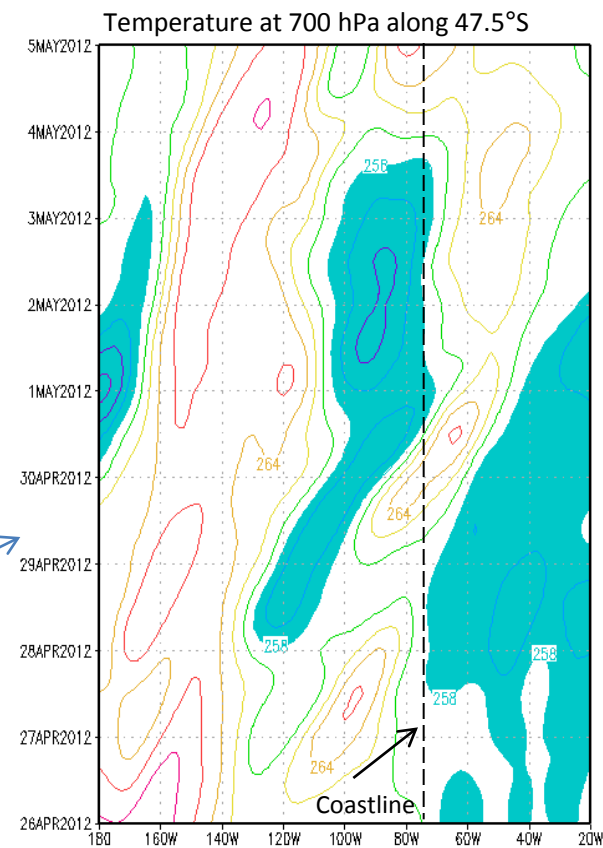 Temperature at 700 hPa along 47.5°S
5MAY2012
4MAY2012
258
3MAY2012
264
2MAY2012
1MAY2012
264
30APR2012
264
29APR2012
258
28APR2012
258
258
27APR2012
264
Coastline
26APR2012
180 160W 140W 120W 100W 80W 60W 40W 20W